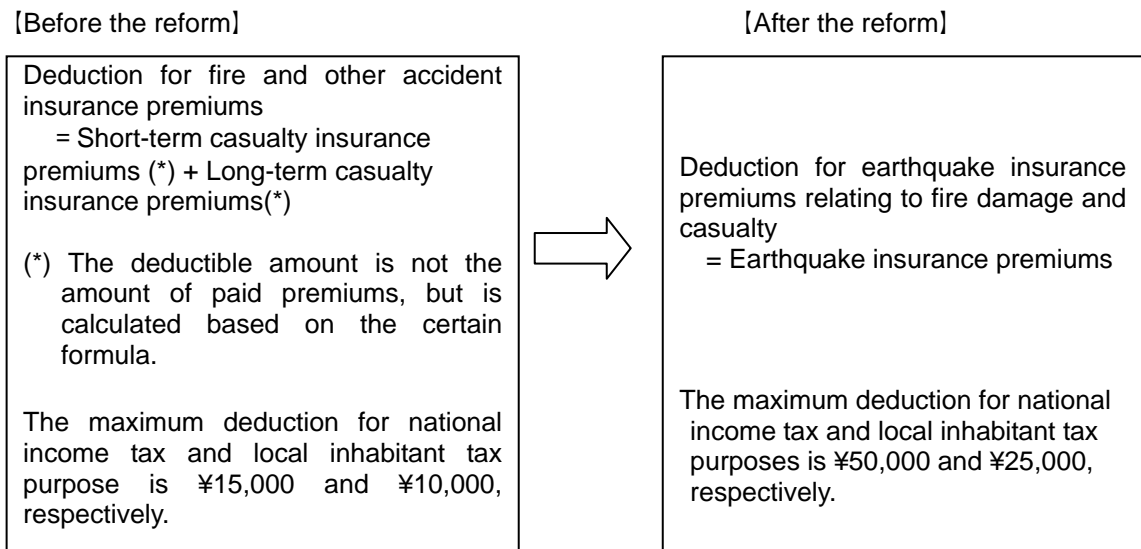 【Before the reform】
Deduction for fire and other accident
insurance premiums
= Short-term casualty insurance
premiums (*) + Long-term casualty
insurance premiums(*)
(*) The deductible amount is not the
amount of paid premiums, but is
calculated based on the certain
formula.
The maximum deduction for national
income tax and local inhabitant tax
purpose is ¥15,000 and ¥10,000,
respectively.
【After the reform】
Deduction for earthquake insurance
premiums relating to fire damage and
casualty
= Earthquake insurance premiums
The maximum deduction for national
income tax and local inhabitant tax
purposes is ¥50,000 and ¥25,000,
respectively.